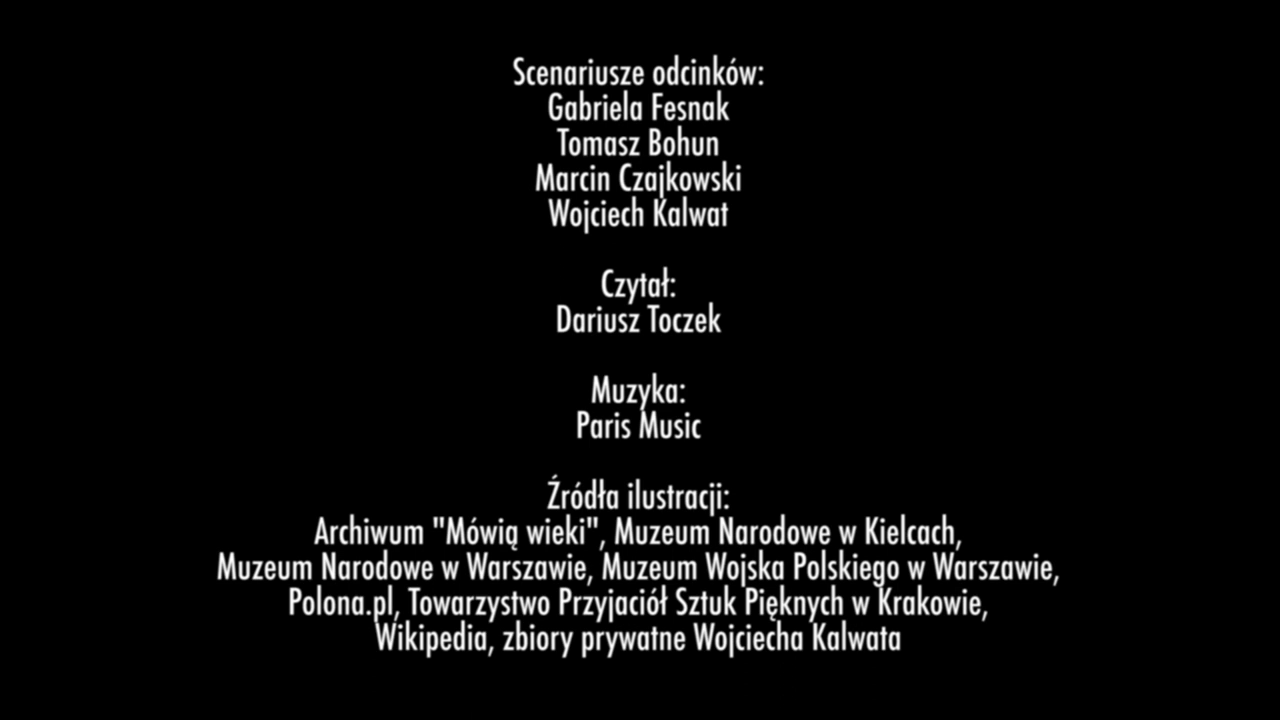 Scenariusze odcinków:
Gabriela Fesnak
Tomasz Bohun
Marcin Czajkowski
Wojciech Kalwat
Czytał:
Dariusz Toczek
Muzyka:
Paris Music
Źródła ilustracji:
Archiwum "Mówią wieki", Muzeum Narodowe w Kielcach,
Muzeum Narodowe w Warszawie, Muzeum Wojska Polskiego w Warszawie,
Polona.pl, Towarzystwo Przyjaciół Sztuk Pięknych w Krakowie,
Wikipedia, zbiory prywatne Wojciecha Kalwata